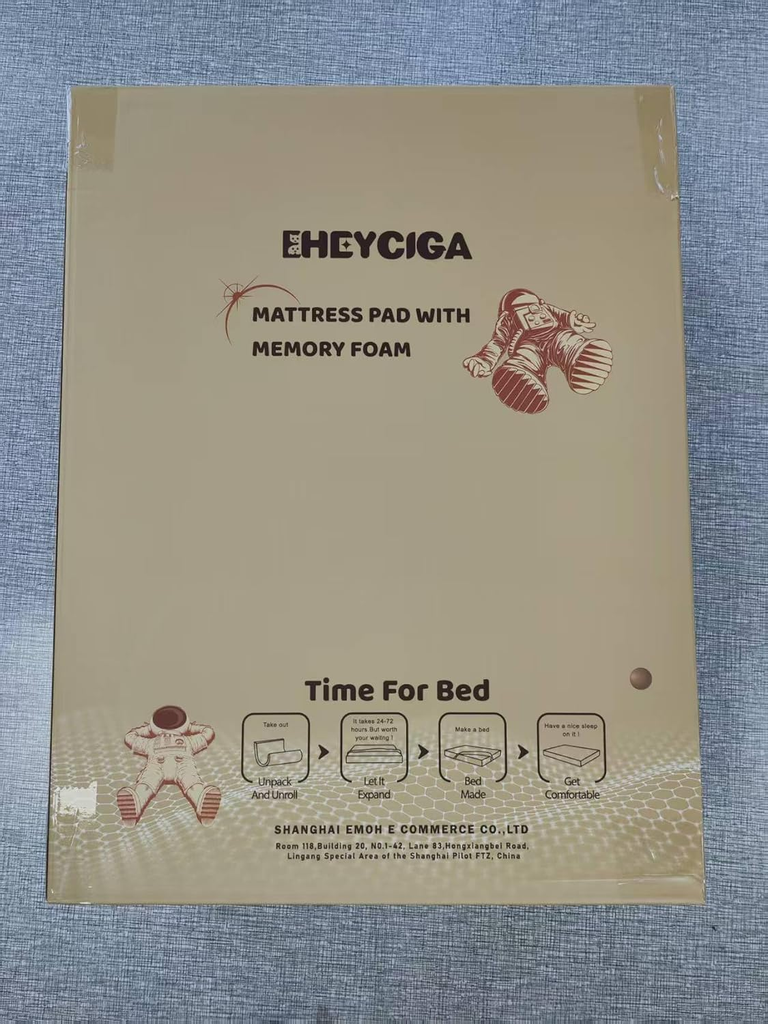 EHEYCIGA
MATTRESS PAD WITH
MEMORY FOAM
Time For Bed
Take out
Unpack
And Unroll
It takes 24-72
hours.But worth
your waiting !
Let It
Expand
Make a bed
Bed
Made
Have a nice sleep
on it !
Get
Comfortable
SHANGHAI EMOH E COMMERCE CO.,LTD
Room 118,Building 20, NO.1-42, Lane 83,Hongxiangbei Road,
Lingang Special Area of the Shanghai Pilot FTZ, China